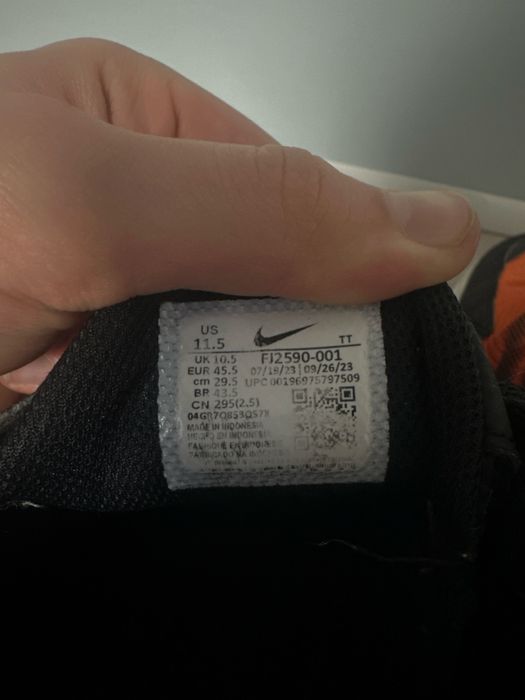 US
11.5
TT
UK 10.5 FJ2590-001
EUR 45.5 07/18/23 | 09/26/23
cm 29.5 UPC 00196975797509
BR 43.5
CN 295(2.5)
MADE IN INDONESIA